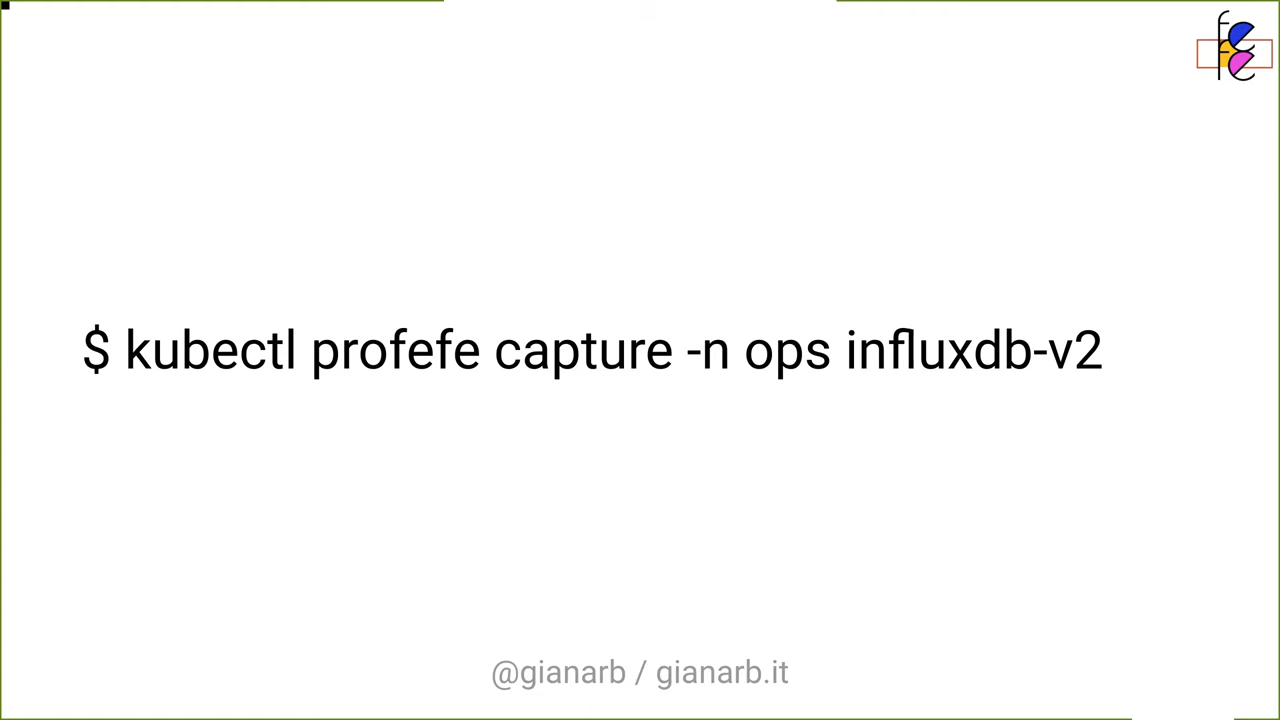 $ kubectl profefe capture -n ops influxdb-v2
@gianarb / gianarb.it